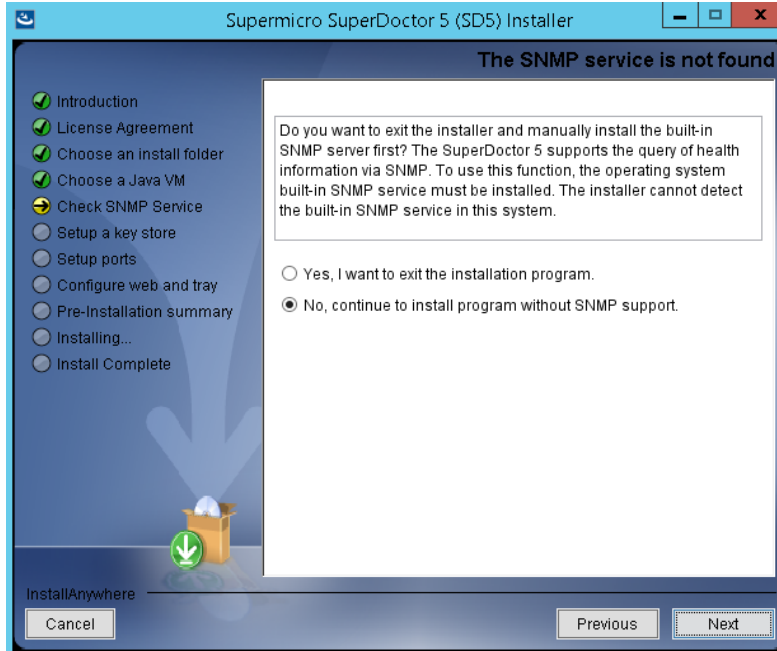 Supermicro SuperDoctor 5 (SD5) Installer
The SNMP service is not found
Introduction
License Agreement
Choose an install folder
Choose a Java VM
Check SNMP Service
Setup a key store
Setup ports
Configure web and tray
Pre-Installation summary
Installing...
Install Complete
Do you want to exit the installer and manually install the built-in
SNMP server first? The SuperDoctor 5 supports the query of health
information via SNMP. To use this function, the operating system
built-in SNMP service must be installed. The installer cannot detect
the built-in SNMP service in this system.
Yes, I want to exit the installation program.
No, continue to install program without SNMP support.
InstallAnywhere
Cancel
Previous
Next